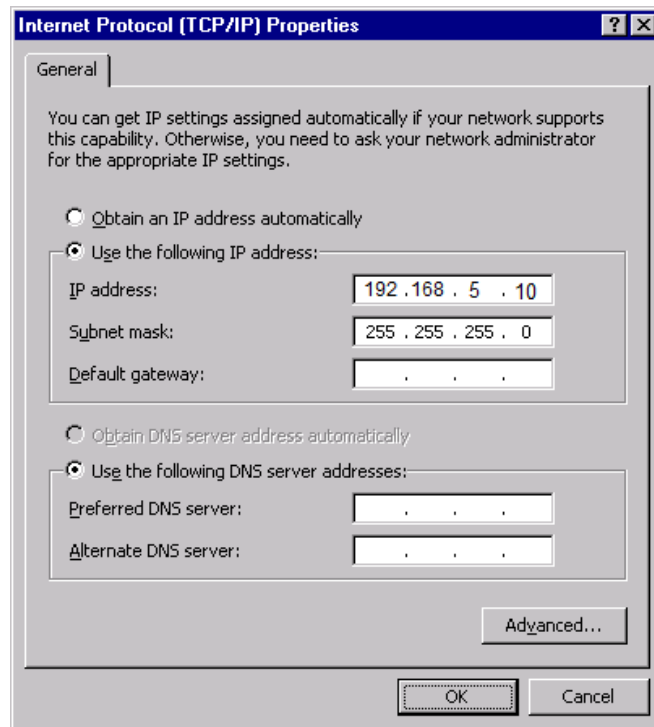 Internet Protocol (TCP/IP) Properties
General
You can get IP settings assigned automatically if your network supports
this capability. Otherwise, you need to ask your network administrator
for the appropriate IP settings.
Obtain an IP address automatically
Use the following IP address:
IP address: 192 . 168 . 5 . 10
Subnet mask: 255 . 255 . 255 . 0
Default gateway: . . .
Obtain DNS server address automatically
Use the following DNS server addresses:
Preferred DNS server: . . .
Alternate DNS server: . . .
Advanced...
OK Cancel